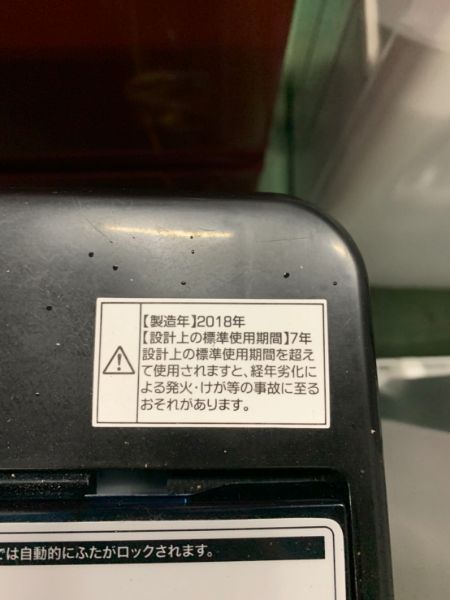 【製造年】2018年
【設計上の標準使用期間】7年
設計上の標準使用期間を超え
て使用されますと、経年劣化に
よる発火・けが等の事故に至る
おそれがあります。
では自動的にふたがロックされます。